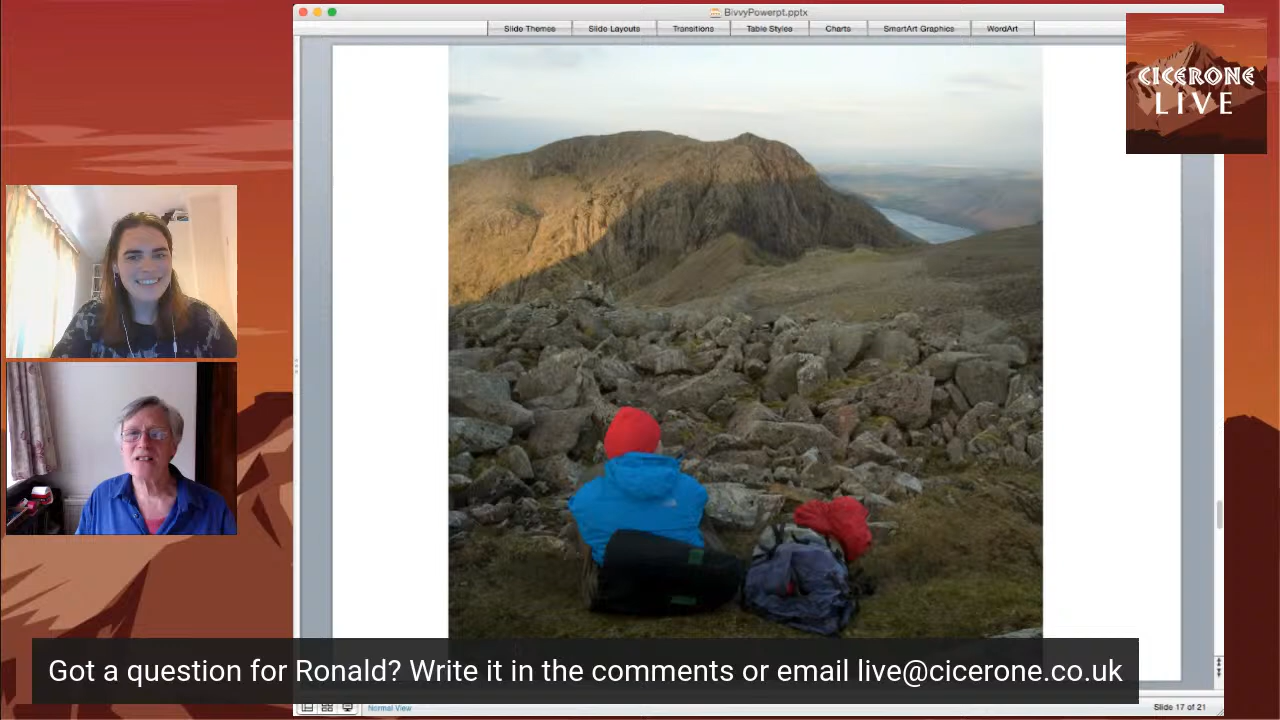 BivvyPowerpt.pptx
Slide Themes
Slide Layouts
Transitions
Table Styles
Charts
SmartArt Graphics
WordArt
CICERONE
LIVE
Got a question for Ronald? Write it in the comments or email live@cicerone.co.uk
Normal View
Slide 17 of 21